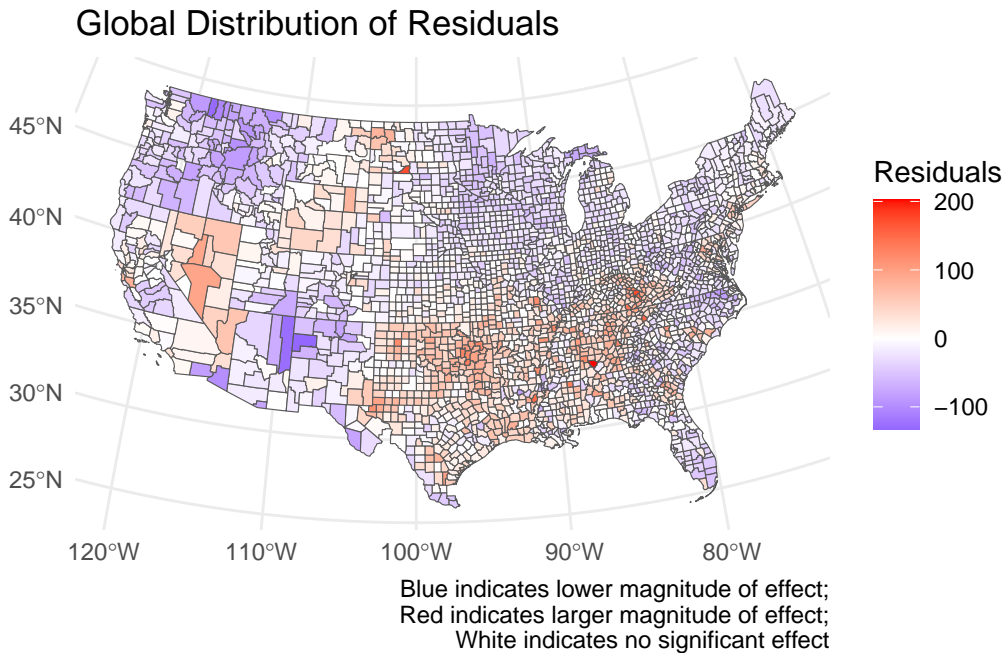 Global Distribution of Residuals
45°N
40°N
35°N
30°N
25°N
120°W
110°W
100°W
90°W
80°W
Residuals
200
100
0
−100
Blue indicates lower magnitude of effect;
Red indicates larger magnitude of effect;
White indicates no significant effect